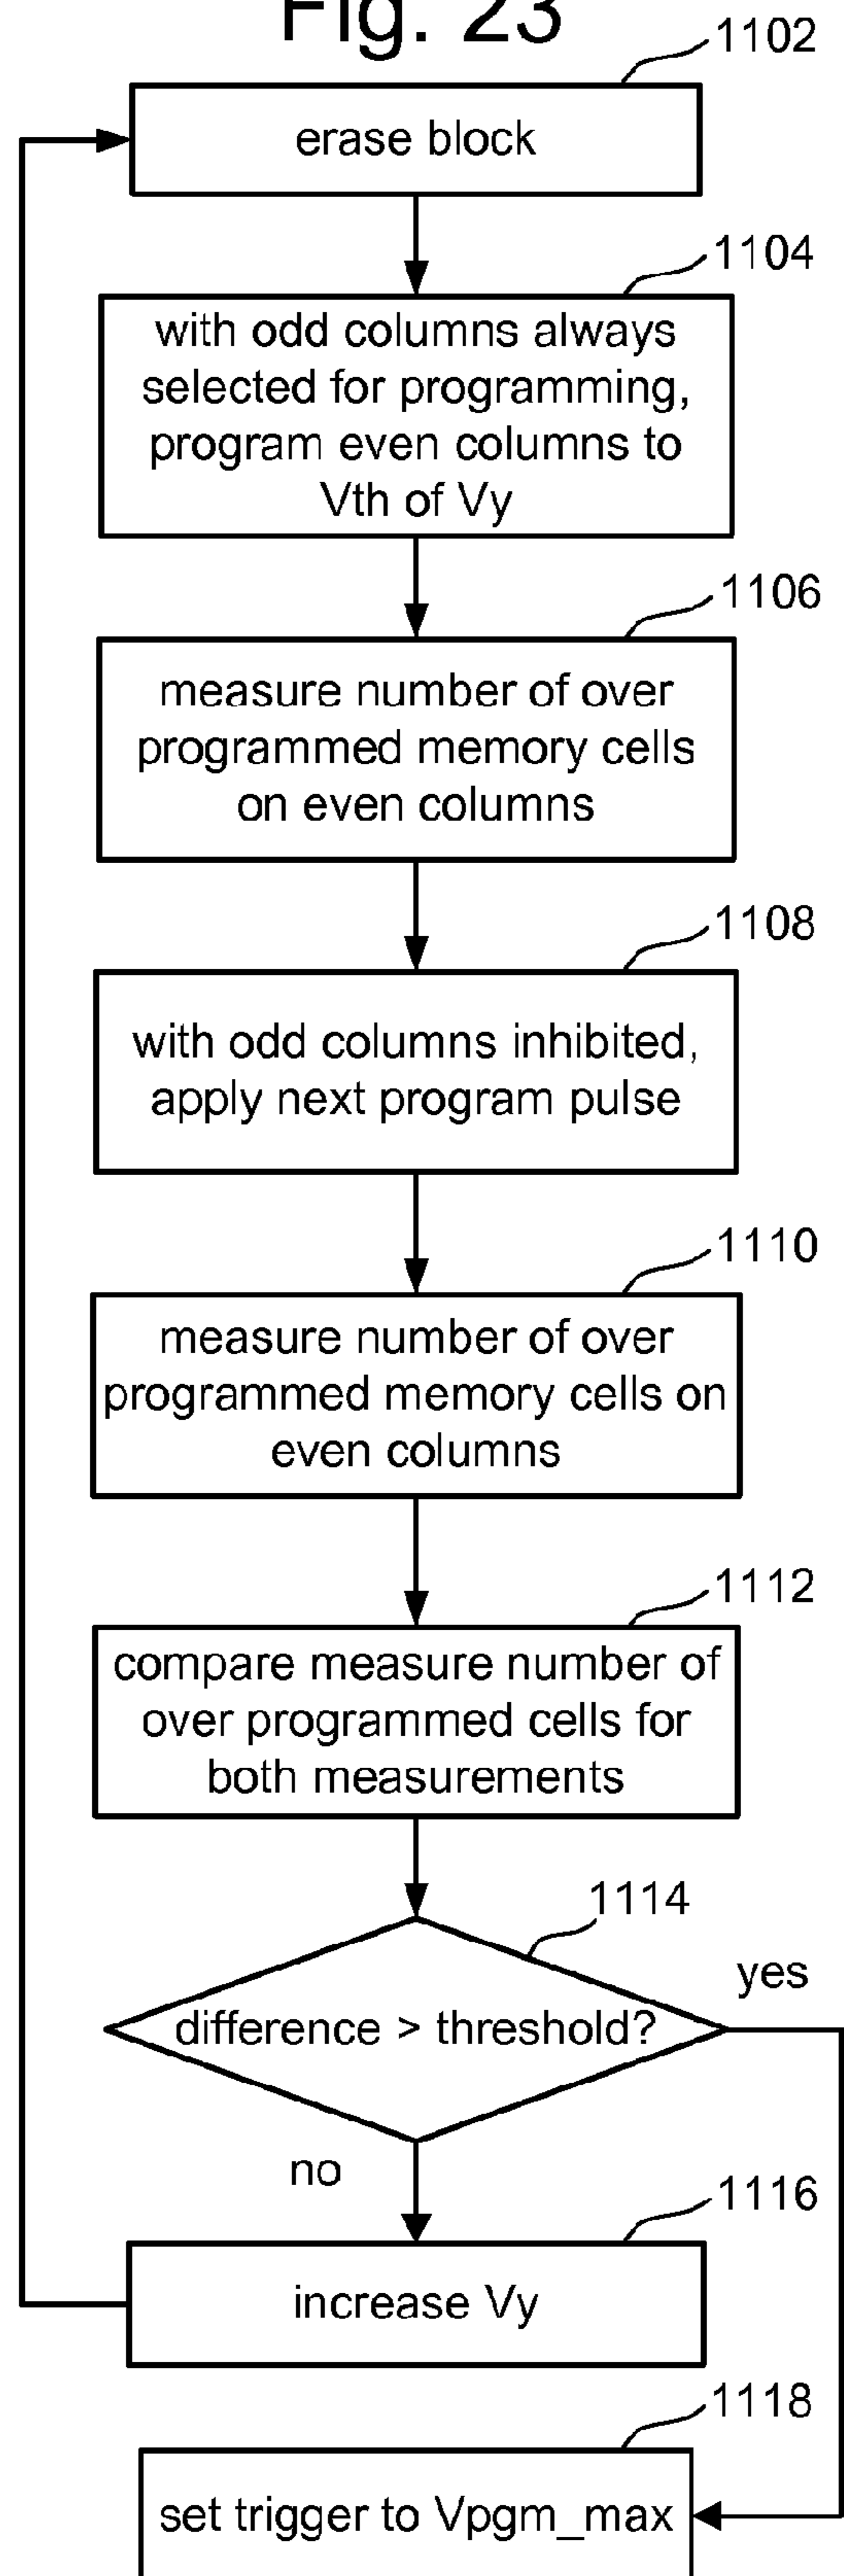 Fig. 23
1102
erase block
1104
with odd columns always
selected for programming,
program even columns to
Vth of Vy
1106
measure number of over
programmed memory cells
on even columns
1108
with odd columns inhibited,
apply next program pulse
1110
measure number of over
programmed memory cells on
even columns
1112
compare measure number of
over programmed cells for
both measurements
1114
difference > threshold?
yes
no
1116
increase Vy
1118
set trigger to Vpgm_max